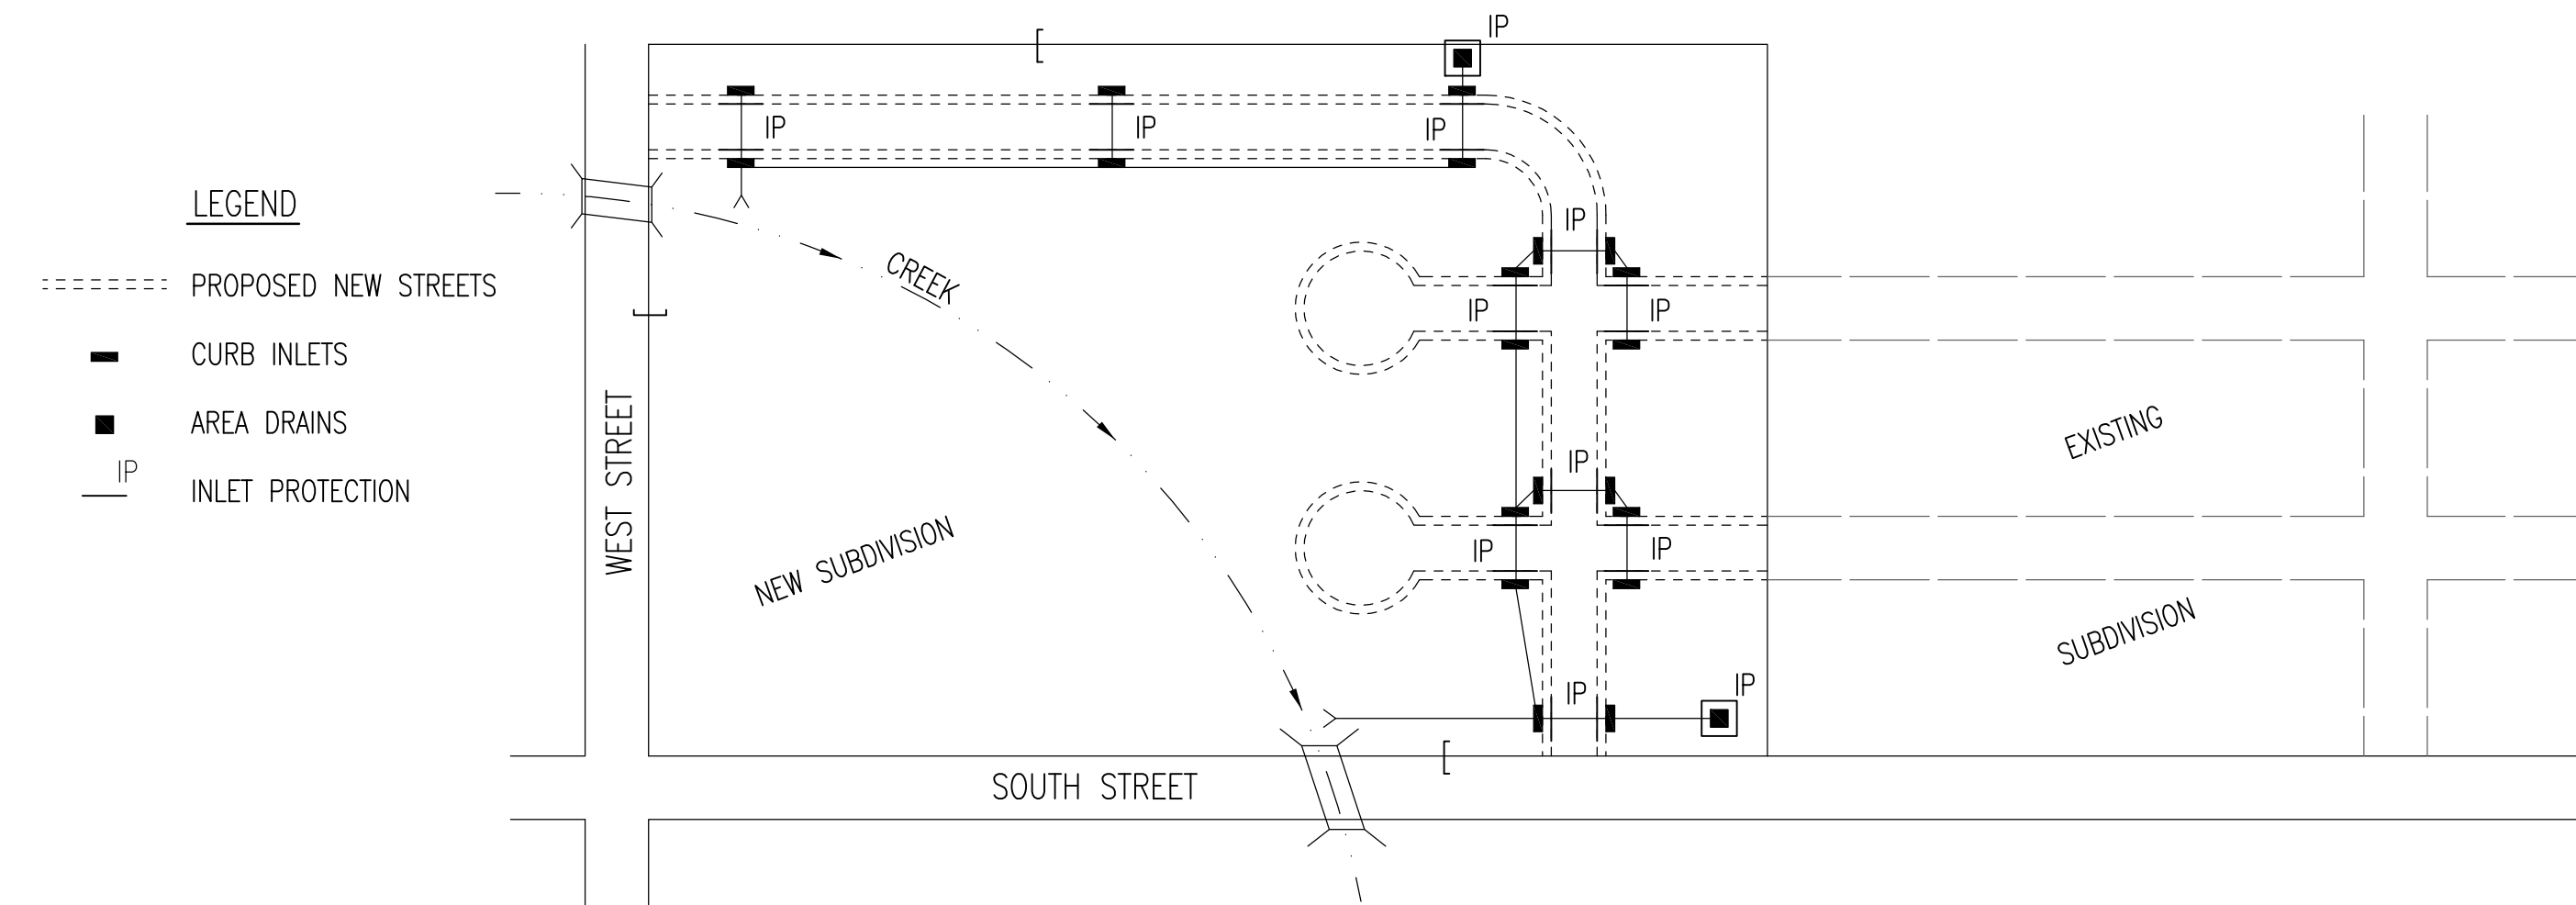 IP
IP
IP
IP
LEGEND
IP
CREEK
PROPOSED NEW STREETS
IP
IP
CURB INLETS
AREA DRAINS
EXISTING
IP
IP
INLET PROTECTION
WEST STREET
NEW SUBDIVISION
IP
IP
SUBDIVISION
IP
IP
SOUTH STREET